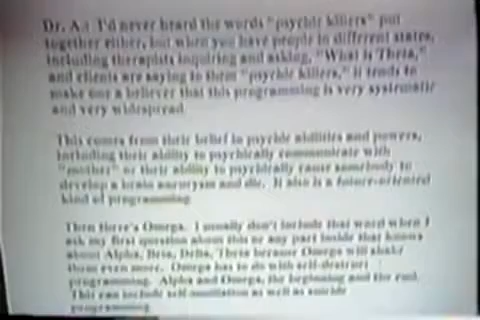 Dr. A.: I'd never heard the words "psychic killers" put
together either, but when you have people in different states,
including therapists inquiring and asking, "What is Theta,"
and clients are saying to them "psychic killers," it tends to
make one a believer that this programming is very systematic
and very widespread.
This comes from their belief in psychic abilities and powers,
including their ability to psychically communicate with
"mother" or their ability to psychically cause somebody to
develop a brain aneurysm and die. It also is a future-oriented
kind of programming.
Then there's Omega. I usually don't include that word when I
ask my first question about this or any part inside that knows
about Alpha, Beta, Delta, Theta because Omega will shake
them even more. Omega has to do with self-destruct
programming. Alpha and Omega, the beginning and the end.
This can include self-mutilation as well as suicide
programming.